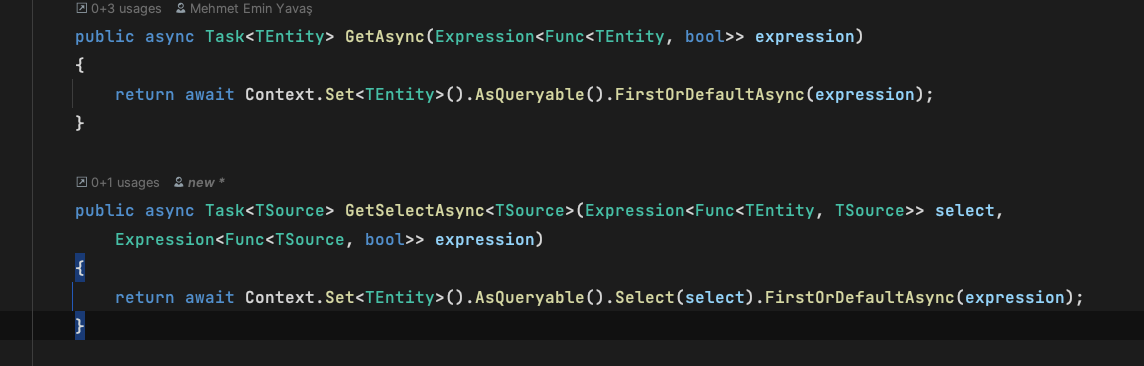 0+3 usages Mehmet Emin Yavaş
public async Task<TEntity> GetAsync(Expression<Func<TEntity, bool>> expression)
{
return await Context.Set<TEntity>().AsQueryable().FirstOrDefaultAsync(expression);
}
0+1 usages new *
public async Task<TSource> GetSelectAsync<TSource>(Expression<Func<TEntity, TSource>> select,
Expression<Func<TSource, bool>> expression)
{
return await Context.Set<TEntity>().AsQueryable().Select(select).FirstOrDefaultAsync(expression);
}